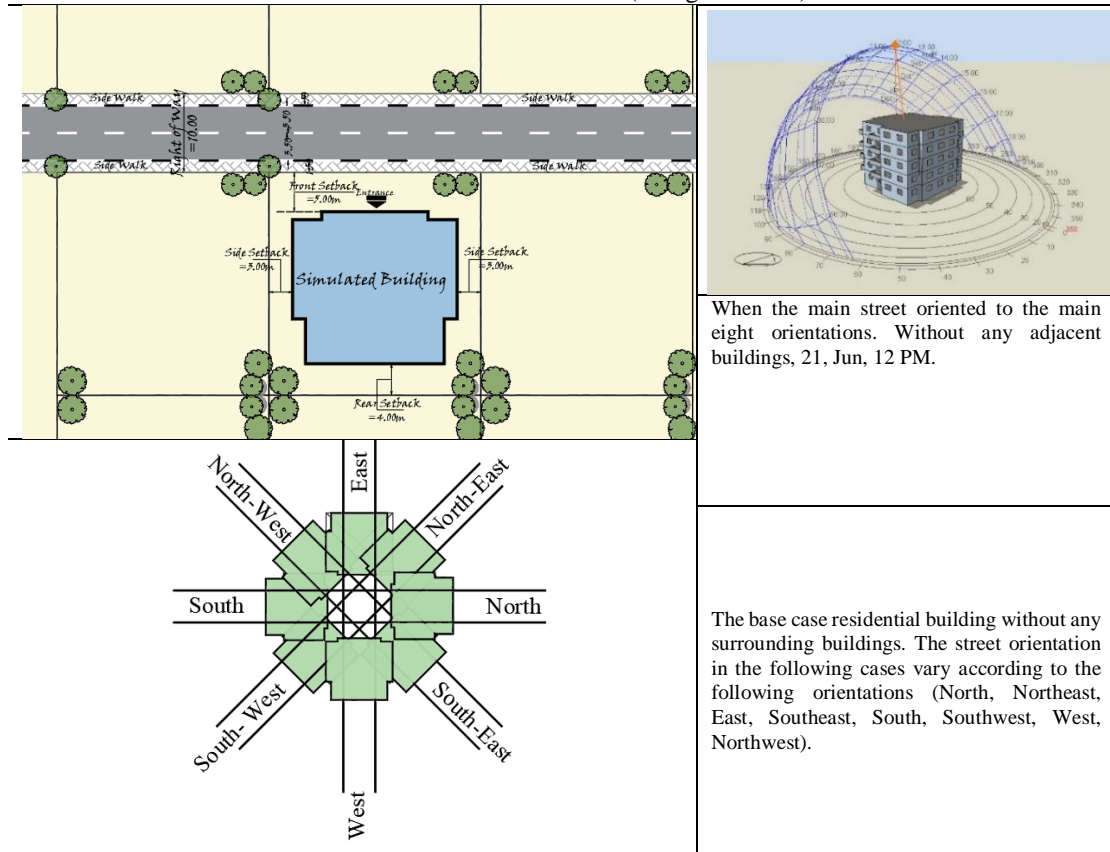 Side Walk
Side Walk
Right of Way
=10.00
Side Walk
Side Walk
Front Setback
=5.00m
Entrance
Side Setback
=3.00m
Side Setback
=3.00m
Simulated Building
Rear Setback
=4.00m
When the main street oriented to the main
eight orientations. Without any adjacent
buildings, 21, Jun, 12 PM.
East
North-West
North-East
South
North
South- West
South-East
West
The base case residential building without any
surrounding buildings. The street orientation
in the following cases vary according to the
following orientations (North, Northeast,
East, Southeast, South, Southwest, West,
Northwest).